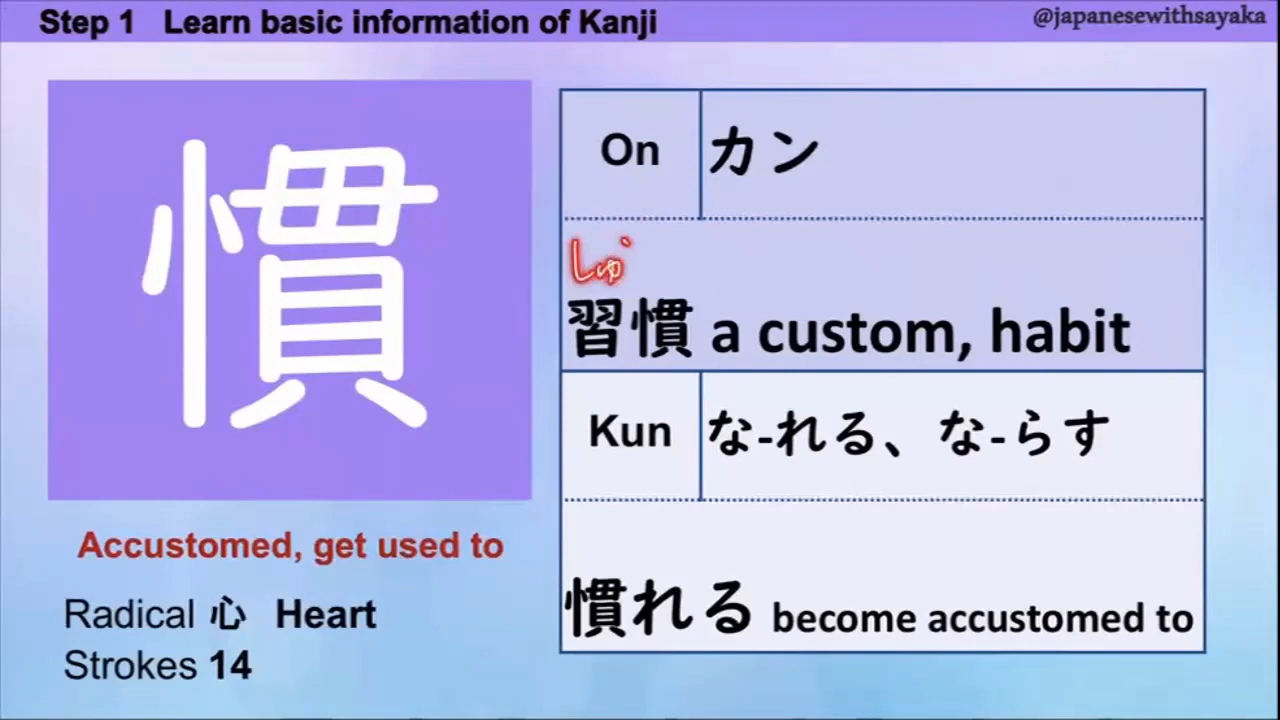 Step 1 Learn basic information of Kanji
@japanesewithsayaka
慣
Accustomed, get used to
Radical 心 Heart
Strokes 14
On カン
しゅ
習慣 a custom, habit
Kun な-れる、な-らす
慣れる become accustomed to